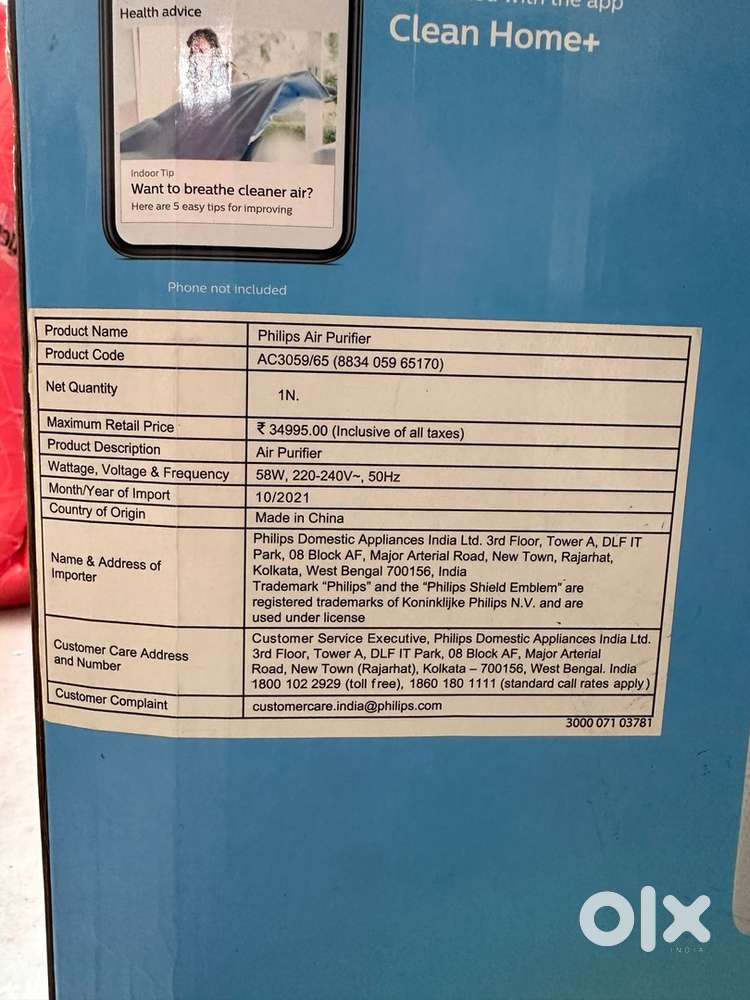 Health advice
with the app
Clean Home+
Indoor Tip
Want to breathe cleaner air?
Here are 5 easy tips for improving
Phone not included
Product Name Philips Air Purifier
Product Code AC3059/65 (8834 059 65170)
Net Quantity 1N.
Maximum Retail Price ₹ 34995.00 (Inclusive of all taxes)
Product Description Air Purifier
Wattage, Voltage & Frequency 58W, 220-240V~, 50Hz
Month/Year of Import 10/2021
Country of Origin Made in China
Name & Address of
Importer
Philips Domestic Appliances India Ltd. 3rd Floor, Tower A, DLF IT
Park, 08 Block AF, Major Arterial Road, New Town, Rajarhat,
Kolkata, West Bengal 700156, India
Trademark “Philips” and the “Philips Shield Emblem” are
registered trademarks of Koninklijke Philips N.V. and are
used under license
Customer Care Address
and Number
Customer Service Executive, Philips Domestic Appliances India Ltd.
3rd Floor, Tower A, DLF IT Park, 08 Block AF, Major Arterial
Road, New Town (Rajarhat), Kolkata – 700156, West Bengal. India
1800 102 2929 (toll free), 1860 180 1111 (standard call rates apply)
Customer Complaint customercare.india@philips.com
3000 071 03781
olx
INDIA